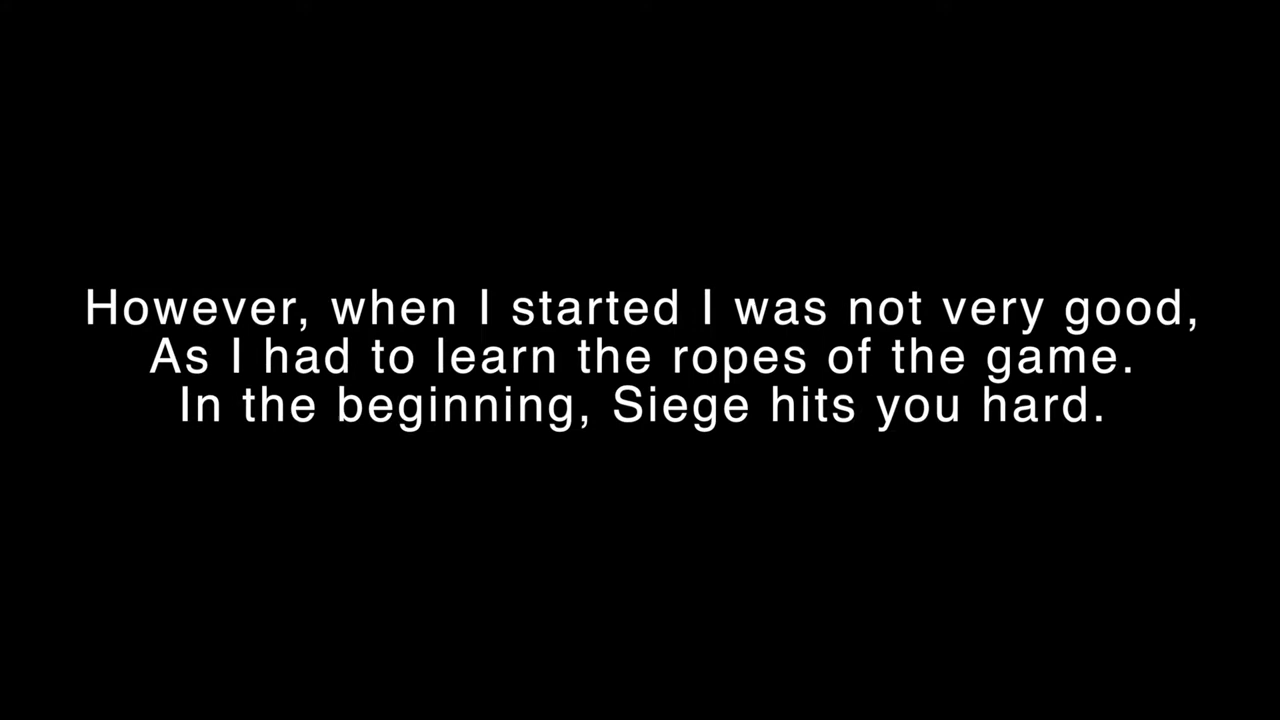 However, when I started I was not very good,
As I had to learn the ropes of the game.
In the beginning, Siege hits you hard.